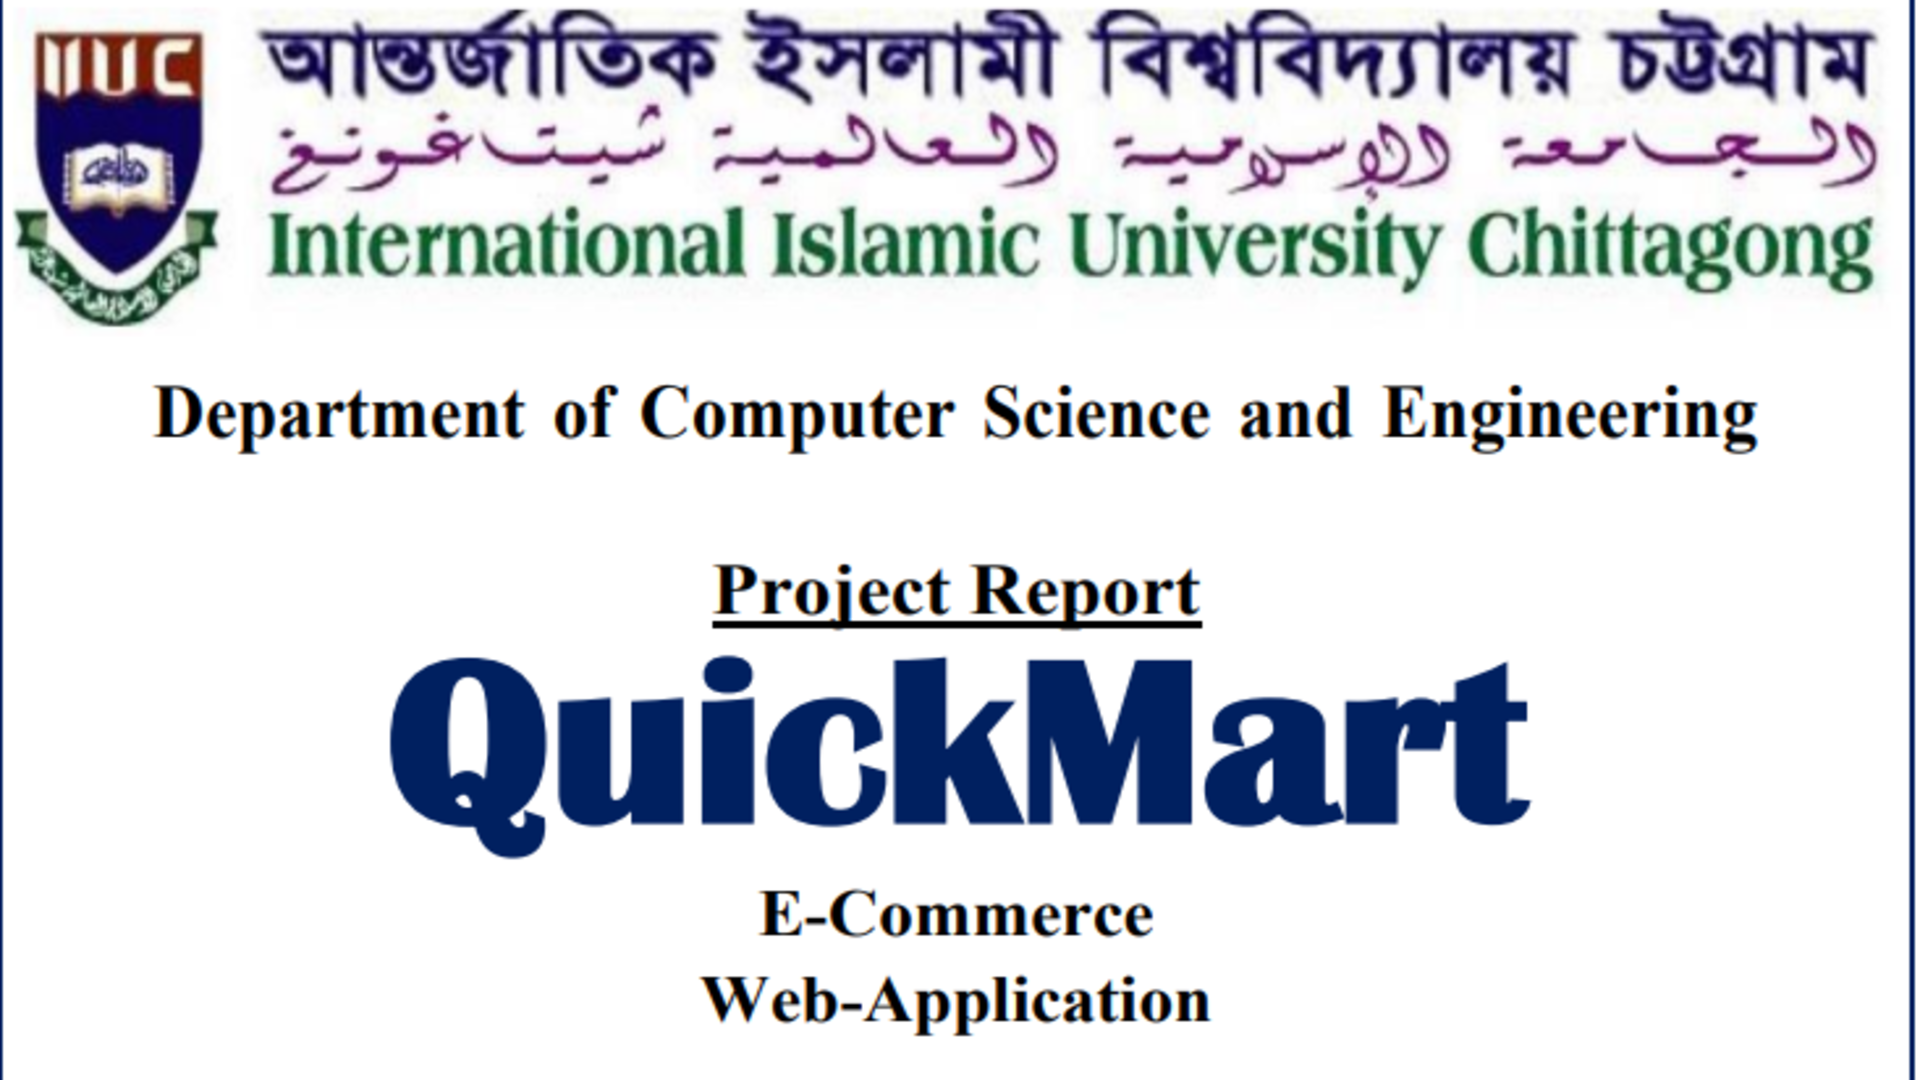 IIUC
আন্তর্জাতিক ইসলামী বিশ্ববিদ্যালয় চট্টগ্রাম
الجامعة الإسلامية العالمية شيتاغونغ
International Islamic University Chittagong
Department of Computer Science and Engineering
Project Report
QuickMart
E-Commerce
Web-Application